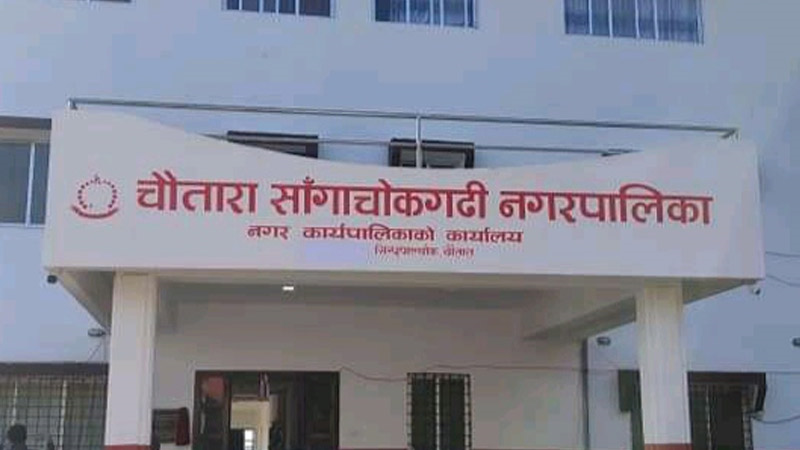 चौतारा साँगाचोकगढी नगरपालिका
नगर कार्यपालिकाको कार्यालय
सिन्धुपाल्चोक, चौतारा